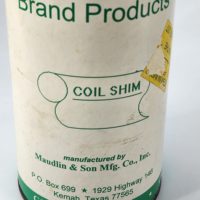 Brand Products
COIL SHIM
manufactured by
Maudlin & Son Mfg. Co., Inc.
P.O. Box 699 ★ 1929 Highway 146
Kemah, Texas 77565